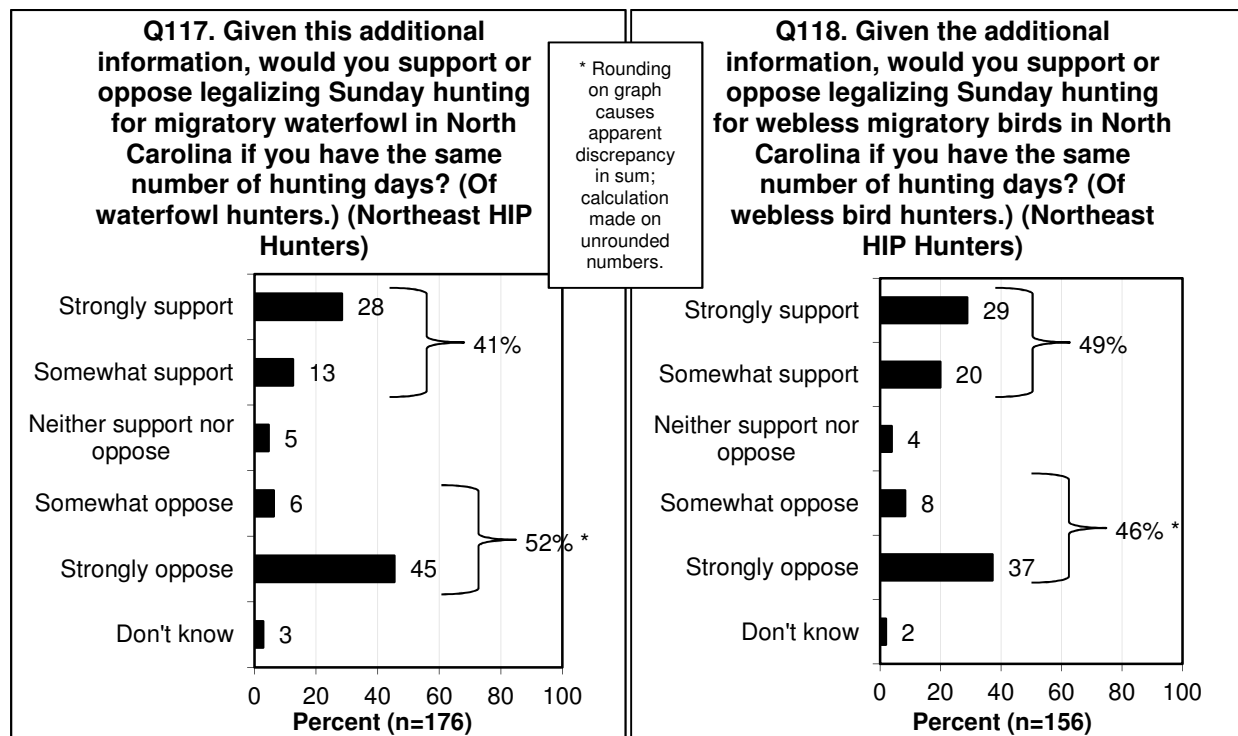 Q117. Given this additional
information, would you support or
oppose legalizing Sunday hunting
for migratory waterfowl in North
Carolina if you have the same
number of hunting days? (Of
waterfowl hunters.) (Northeast HIP
Hunters)
Strongly support
28
41%
Somewhat support
13
Neither support nor
oppose
5
Somewhat oppose
6
52% *
Strongly oppose
45
Don't know
3
0 20 40 60 80 100
Percent (n=176)
* Rounding
on graph
causes
apparent
discrepancy
in sum;
calculation
made on
unrounded
numbers.
Q118. Given the additional
information, would you support or
oppose legalizing Sunday hunting
for webless migratory birds in North
Carolina if you have the same
number of hunting days? (Of
webless bird hunters.) (Northeast
HIP Hunters)
Strongly support
29
49%
Somewhat support
20
Neither support nor
oppose
4
Somewhat oppose
8
46% *
Strongly oppose
37
Don't know
2
0 20 40 60 80 100
Percent (n=156)